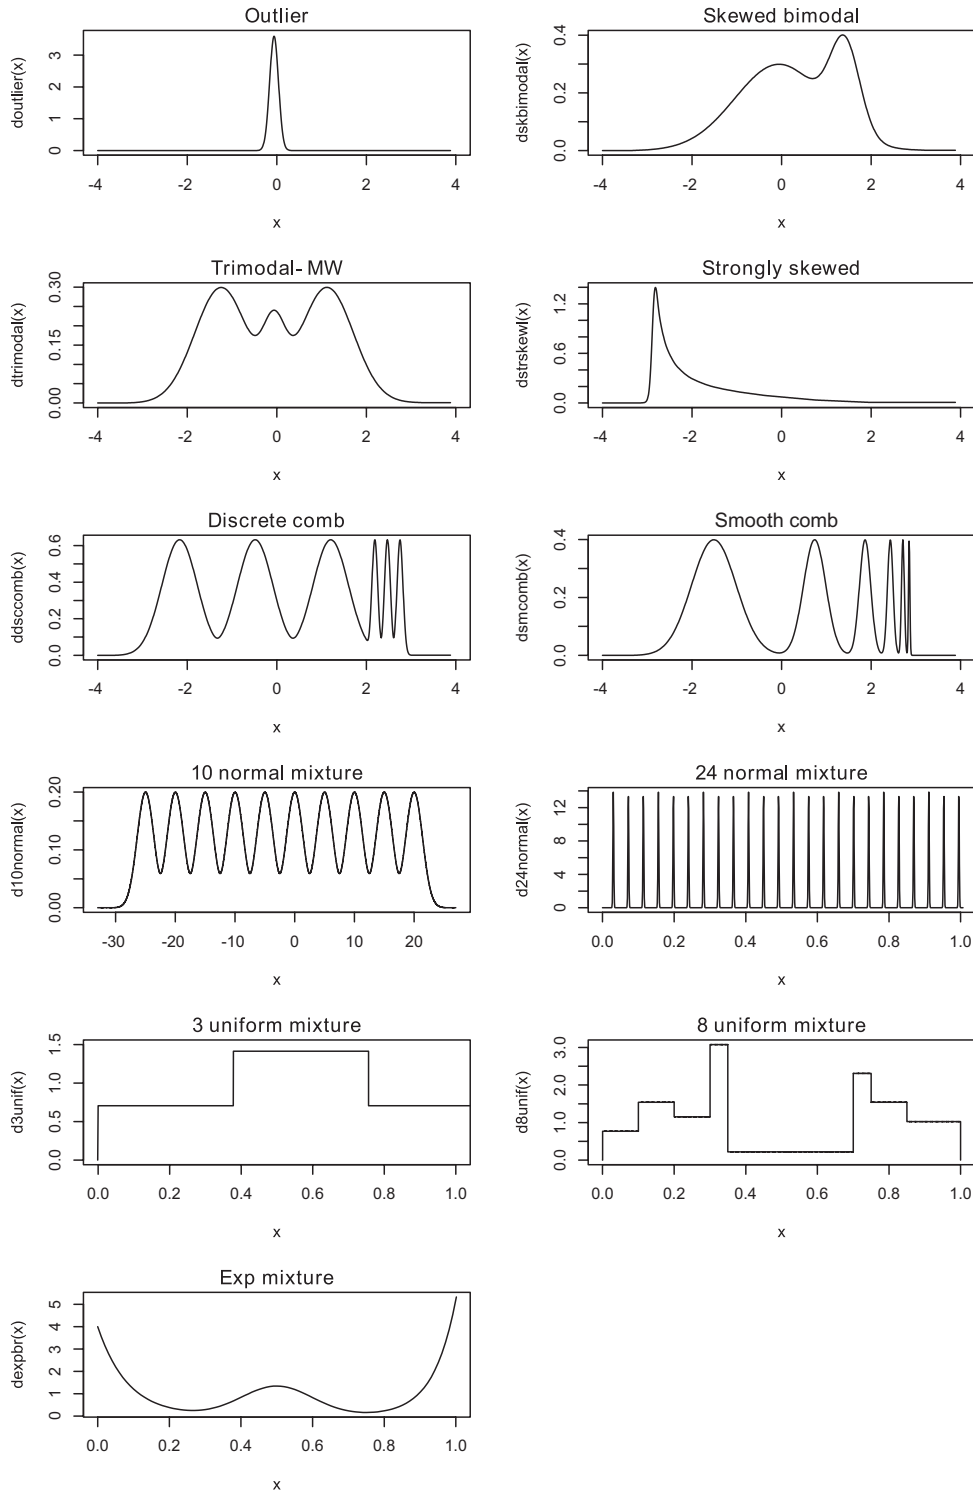 Outlier
doutlier(x)
3
2
1
0
-4 -2 0 2 4
x
Skewed bimodal
dskbimodal(x)
0.4
0.2
0.0
-4 -2 0 2 4
x
Trimodal- MW
dtrimodal(x)
0.30
0.15
0.00
-4 -2 0 2 4
x
Strongly skewed
dstrskewl(x)
1.2
0.6
0.0
-4 -2 0 2 4
x
Discrete comb
ddsccomb(x)
0.6
0.4
0.2
0.0
-4 -2 0 2 4
x
Smooth comb
dsmcomb(x)
0.4
0.2
0.0
-4 -2 0 2 4
x
10 normal mixture
d10normal(x)
0.20
0.10
0.00
-30 -20 -10 0 10 20
x
24 normal mixture
d24normal(x)
12
8
4
0
0.0 0.2 0.4 0.6 0.8 1.0
x
3 uniform mixture
d3unif(x)
1.5
1.0
0.5
0.0
0.0 0.2 0.4 0.6 0.8 1.0
x
8 uniform mixture
d8unif(x)
3.0
2.0
1.0
0.0
0.0 0.2 0.4 0.6 0.8 1.0
x
Exp mixture
dexpbr(x)
5
4
3
2
1
0
0.0 0.2 0.4 0.6 0.8 1.0
x